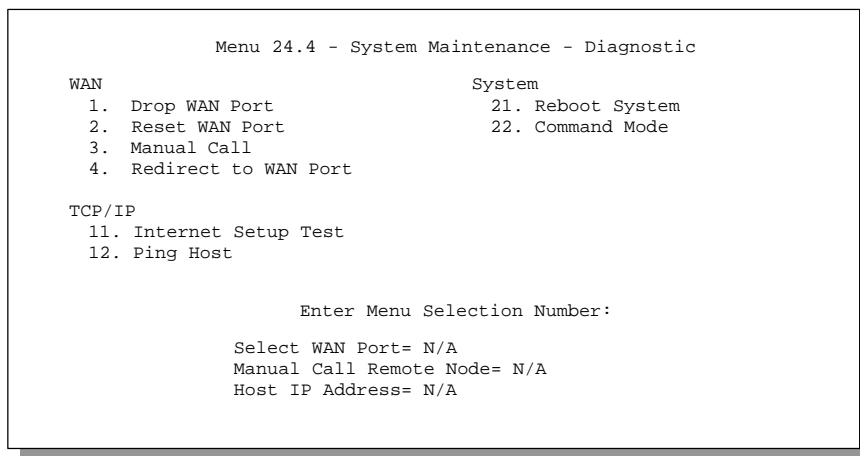 Menu 24.4 - System Maintenance - Diagnostic
WAN                                          System
  1.  Drop WAN Port                            21. Reboot System
  2.  Reset WAN Port                           22. Command Mode
  3.  Manual Call
  4.  Redirect to WAN Port
TCP/IP
  11. Internet Setup Test
  12. Ping Host
Enter Menu Selection Number:
Select WAN Port= N/A
Manual Call Remote Node= N/A
Host IP Address= N/A